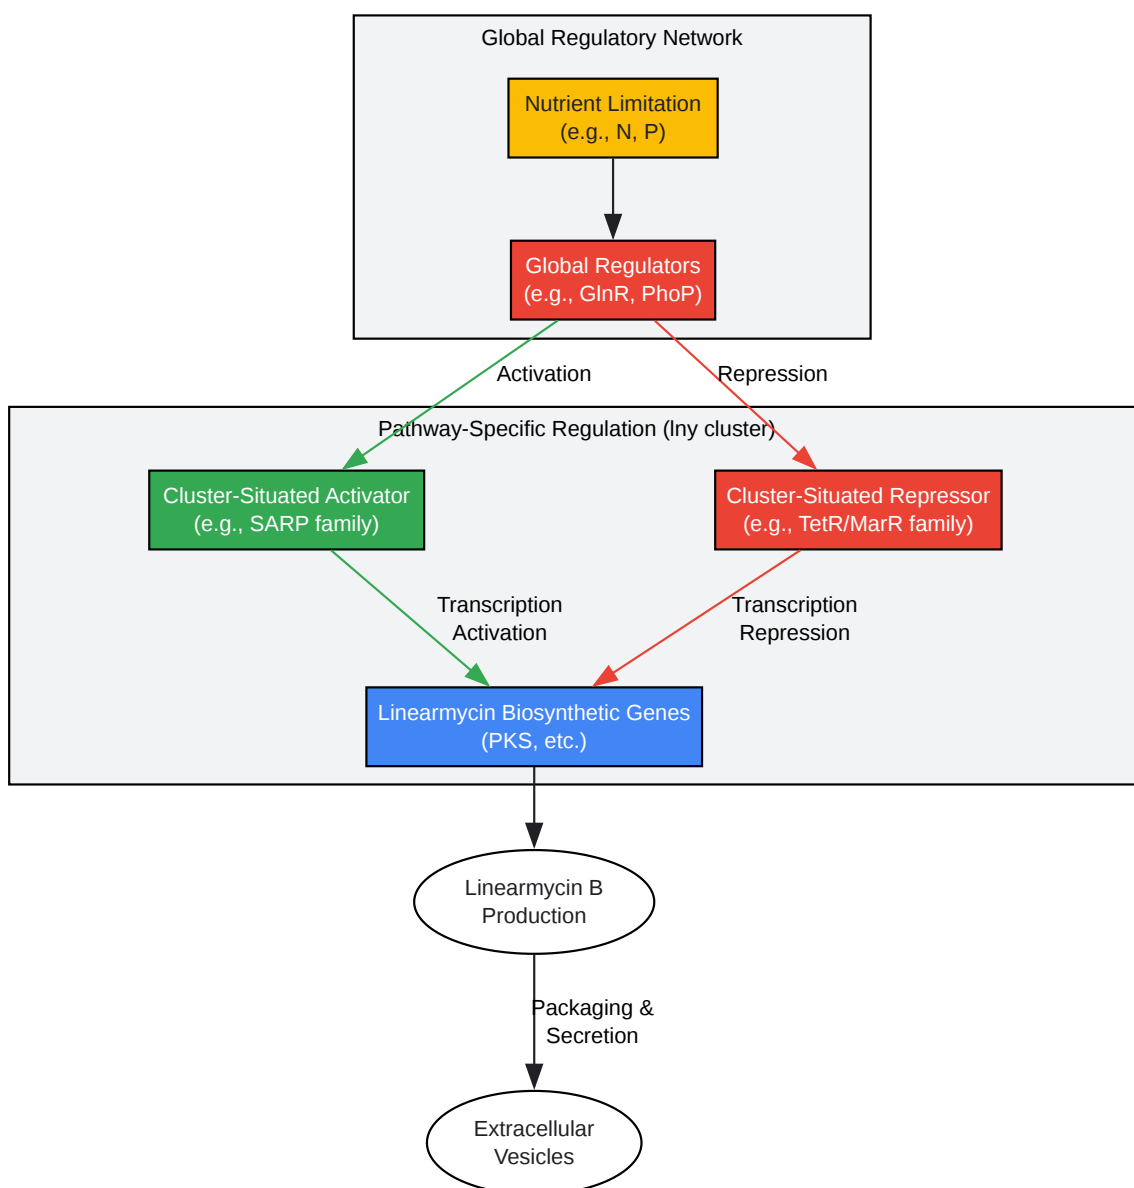 Global Regulatory Network
Nutrient Limitation
(e.g., N, P)
Global Regulators
(e.g., GlnR, PhoP)
Activation
Repression
Pathway-Specific Regulation (lny cluster)
Cluster-Situated Activator
(e.g., SARP family)
Cluster-Situated Repressor
(e.g., TetR/MarR family)
Transcription
Activation
Transcription
Repression
Linearmycin Biosynthetic Genes
(PKS, etc.)
Linearmycin B
Production
Packaging &
Secretion
Extracellular
Vesicles